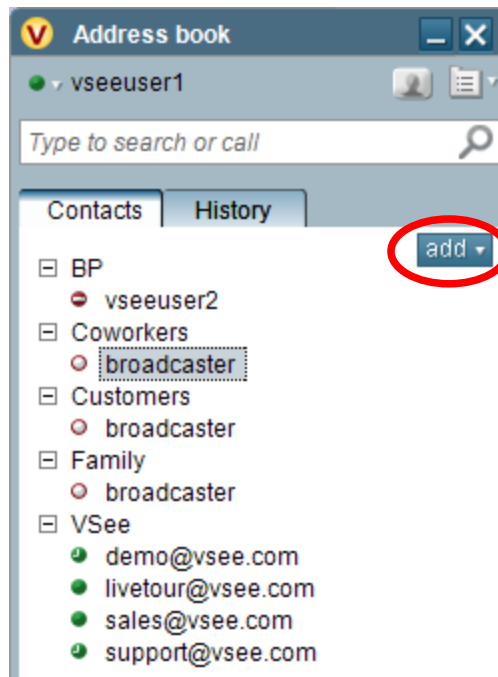 V Address book
vseeuser1
Type to search or call
Contacts History
add
BP
vseeuser2
Coworkers
broadcaster
Customers
broadcaster
Family
broadcaster
VSee
demo@vsee.com
livetour@vsee.com
sales@vsee.com
support@vsee.com